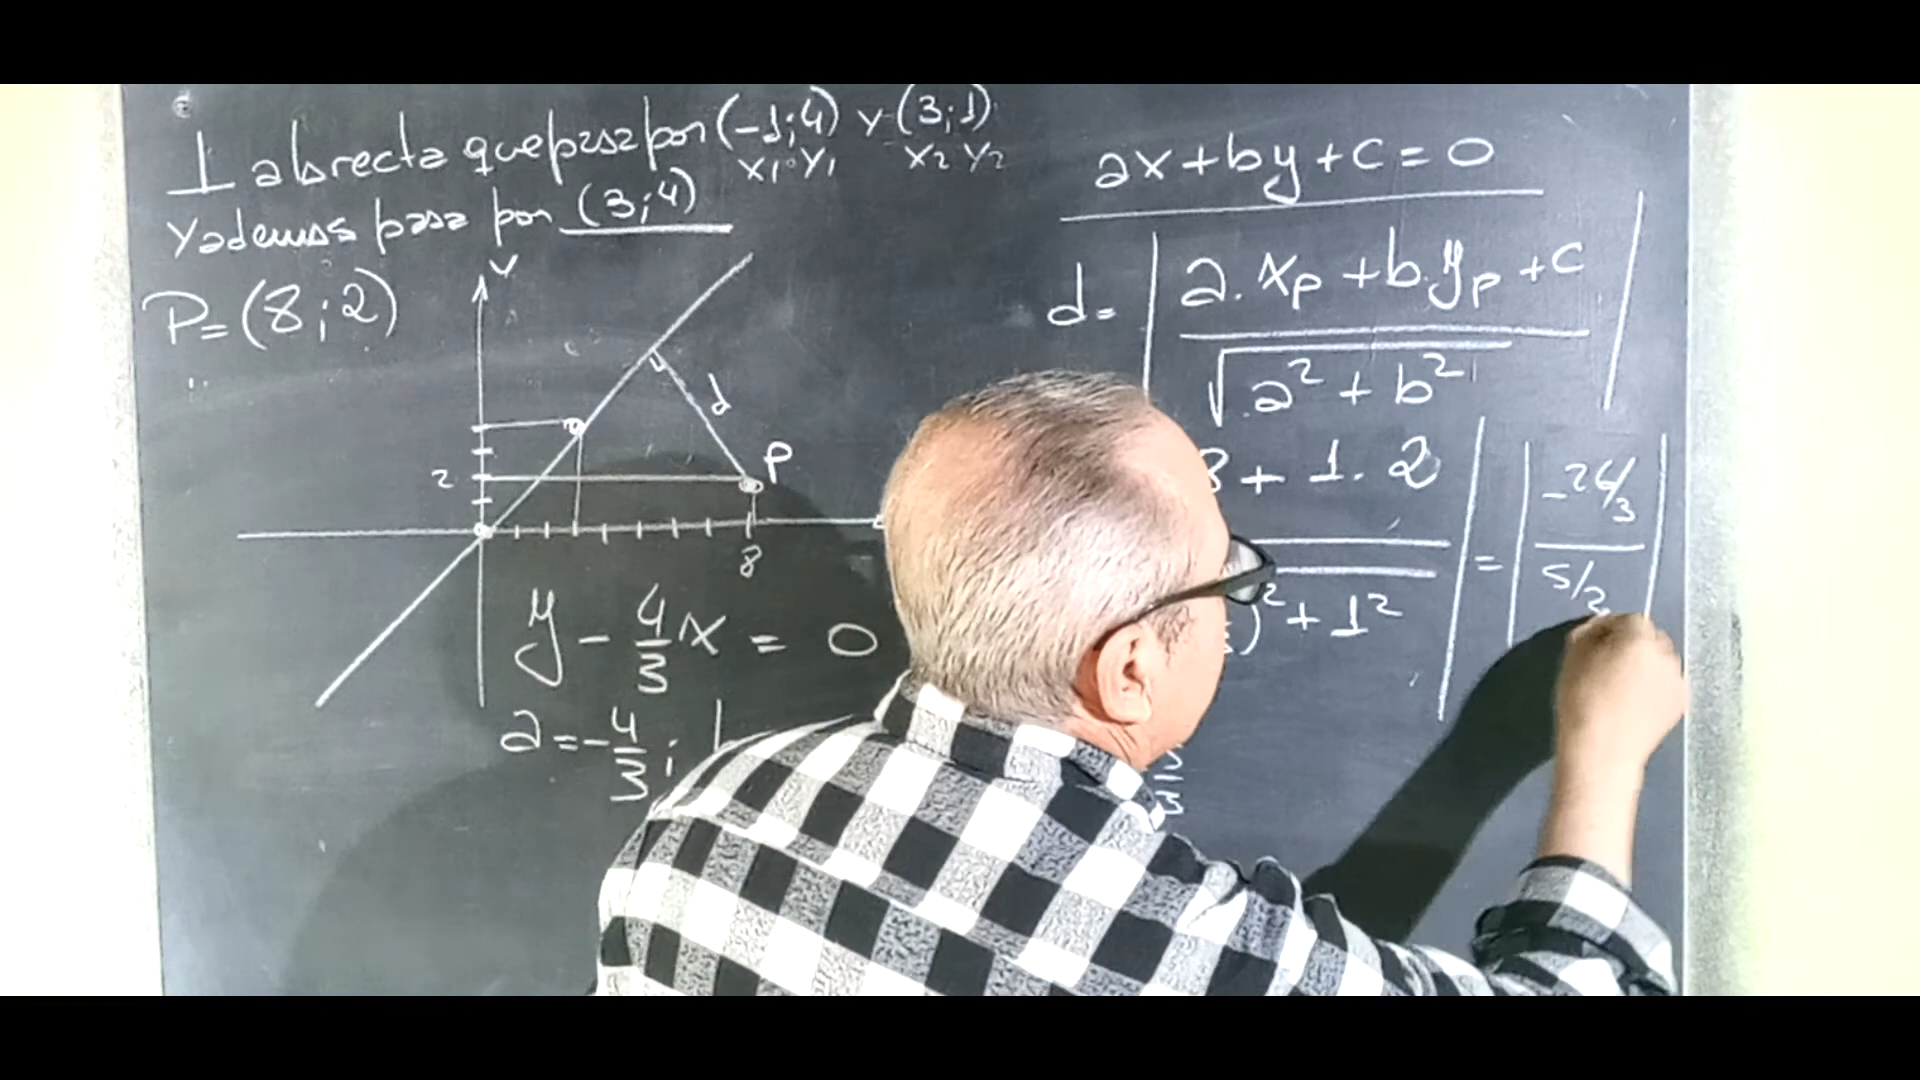 ⊥ a la recta que pasa por (-1;4) y (3;1)
x₁ y₁ x₂ y₂
y además pasa por (3;4)
P=(8;2)
y
d
P
2
8
y - 4/3 x = 0
a=-4/3;
ax+by+c=0
d= | a.xp + b.yp + c / √a² + b² |
8 + 1.2 | = | -26/3
)² + 1² | 5/2 |
3